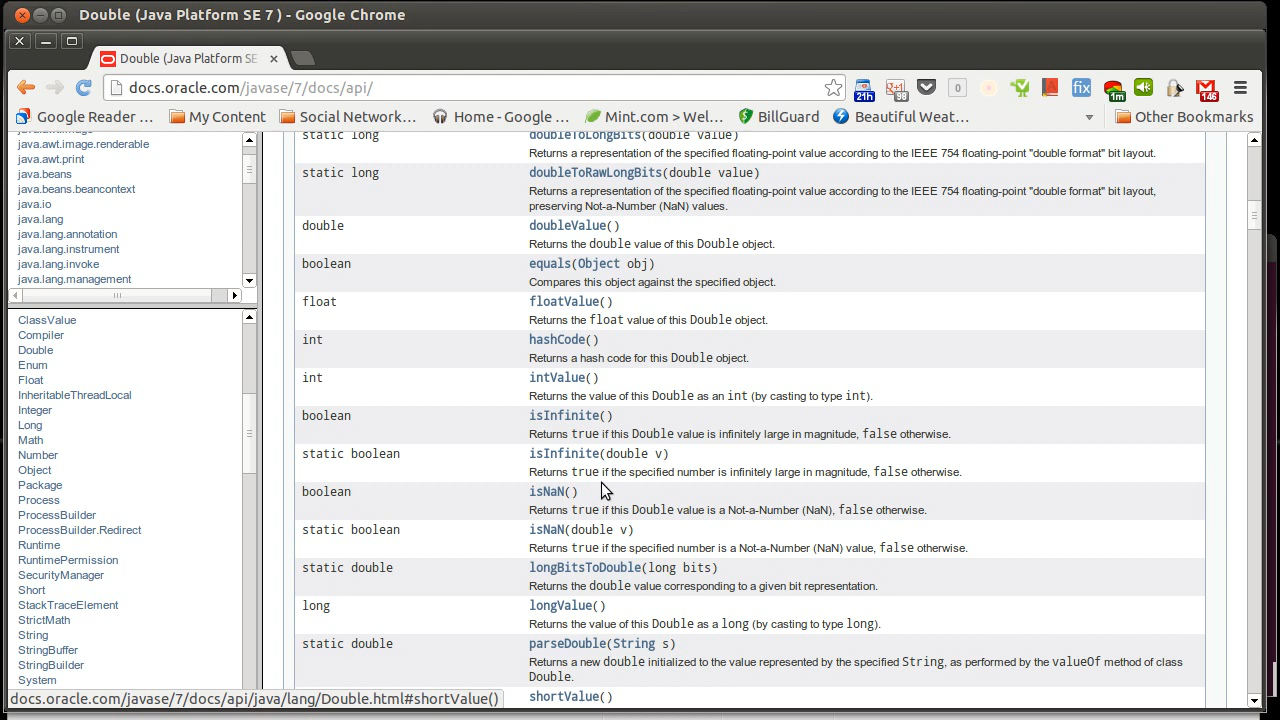 Double (Java Platform SE 7 ) - Google Chrome
Double (Java Platform SE
docs.oracle.com/javase/7/docs/api/
21h
98
0
fix
1m
146
Google Reader ...
My Content
Social Network...
Home - Google ...
Mint.com > Wel...
BillGuard
Beautiful Weat...
Other Bookmarks
java.awt.image
java.awt.image.renderable
java.awt.print
java.beans
java.beans.beancontext
java.io
java.lang
java.lang.annotation
java.lang.instrument
java.lang.invoke
java.lang.management
ClassValue
Compiler
Double
Enum
Float
InheritableThreadLocal
Integer
Long
Math
Number
Object
Package
Process
ProcessBuilder
ProcessBuilder.Redirect
Runtime
RuntimePermission
SecurityManager
Short
StackTraceElement
StrictMath
String
StringBuffer
StringBuilder
System
static long doubleToLongBits(double value)
Returns a representation of the specified floating-point value according to the IEEE 754 floating-point "double format" bit layout.
static long doubleToRawLongBits(double value)
Returns a representation of the specified floating-point value according to the IEEE 754 floating-point "double format" bit layout,
preserving Not-a-Number (NaN) values.
double doubleValue()
Returns the double value of this Double object.
boolean equals(Object obj)
Compares this object against the specified object.
float floatValue()
Returns the float value of this Double object.
int hashCode()
Returns a hash code for this Double object.
int intValue()
Returns the value of this Double as an int (by casting to type int).
boolean isInfinite()
Returns true if this Double value is infinitely large in magnitude, false otherwise.
static boolean isInfinite(double v)
Returns true if the specified number is infinitely large in magnitude, false otherwise.
boolean isNaN()
Returns true if this Double value is a Not-a-Number (NaN), false otherwise.
static boolean isNaN(double v)
Returns true if the specified number is a Not-a-Number (NaN) value, false otherwise.
static double longBitsToDouble(long bits)
Returns the double value corresponding to a given bit representation.
long longValue()
Returns the value of this Double as a long (by casting to type long).
static double parseDouble(String s)
Returns a new double initialized to the value represented by the specified String, as performed by the valueOf method of class
Double.
shortValue()
docs.oracle.com/javase/7/docs/api/java/lang/Double.html#shortValue()